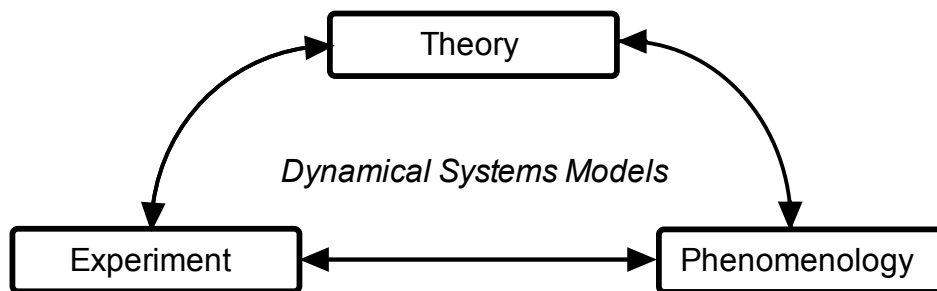 Theory
Dynamical Systems Models
Experiment
Phenomenology